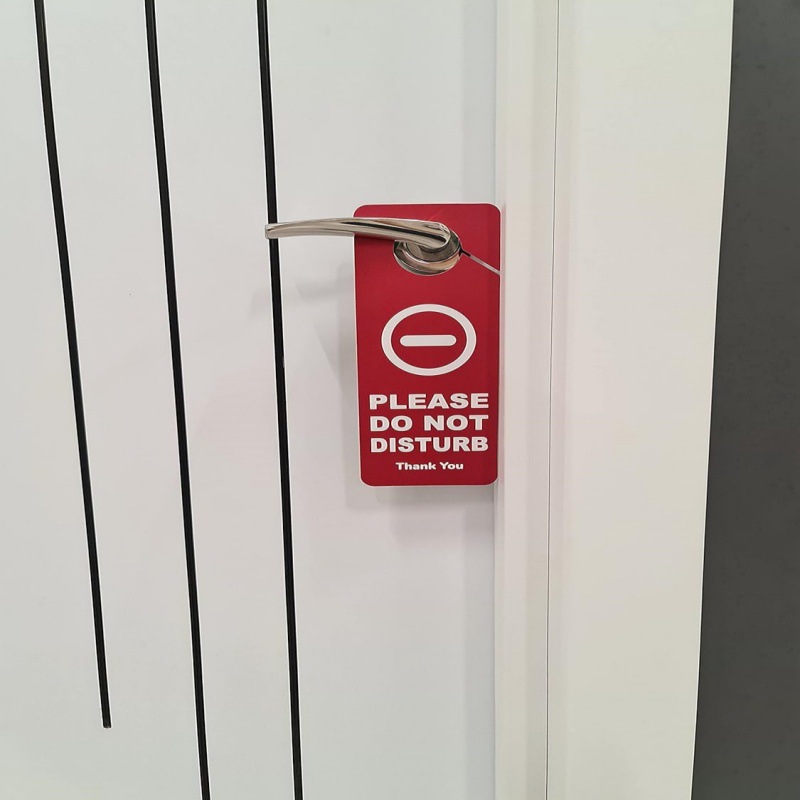 PLEASE
DO NOT
DISTURB
Thank You